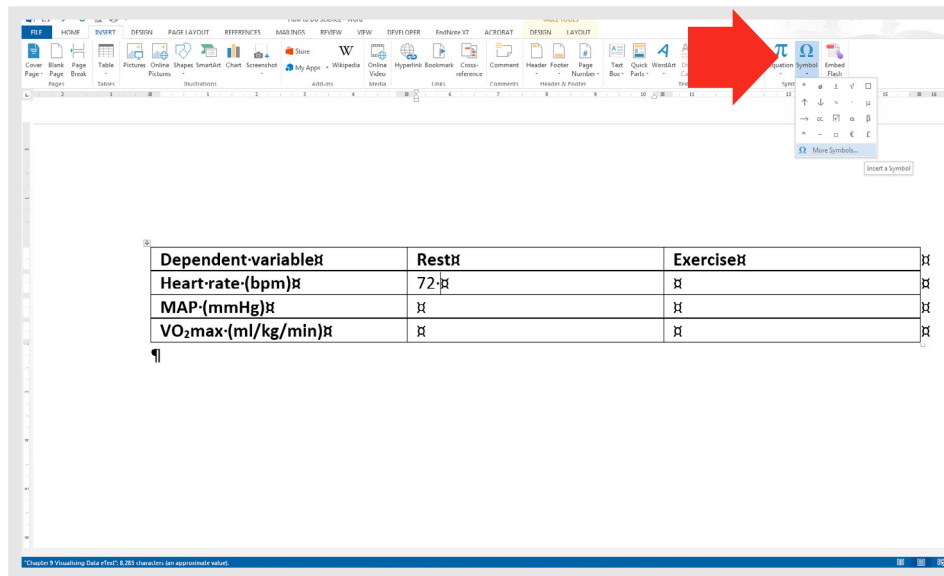 How to Do Science - Word
TABLE TOOLS
FILE HOME INSERT DESIGN PAGE LAYOUT REFERENCES MAILINGS REVIEW VIEW DEVELOPER EndNote X7 ACROBAT DESIGN LAYOUT
Cover Page Blank Page Page Break
Table
Pictures Online Pictures Shapes SmartArt Chart Screenshot
Store
My Apps
Wikipedia
Online Video
Hyperlink Bookmark Cross-reference
Comment
Header Footer Page Number
Text Box Quick Parts WordArt
Equation Symbol
Embed Flash
Pages Tables Illustrations Add-ins Media Links Comments Header & Footer
More Symbols...
Insert a Symbol
Dependent·variable¤ Rest¤ Exercise¤ ¤
Heart·rate·(bpm)¤ 72·¤ ¤ ¤
MAP·(mmHg)¤ ¤ ¤ ¤
VO₂max·(ml/kg/min)¤ ¤ ¤ ¤
¶
"Chapter 9 Visualising Data eText": 8,285 characters (an approximate value).